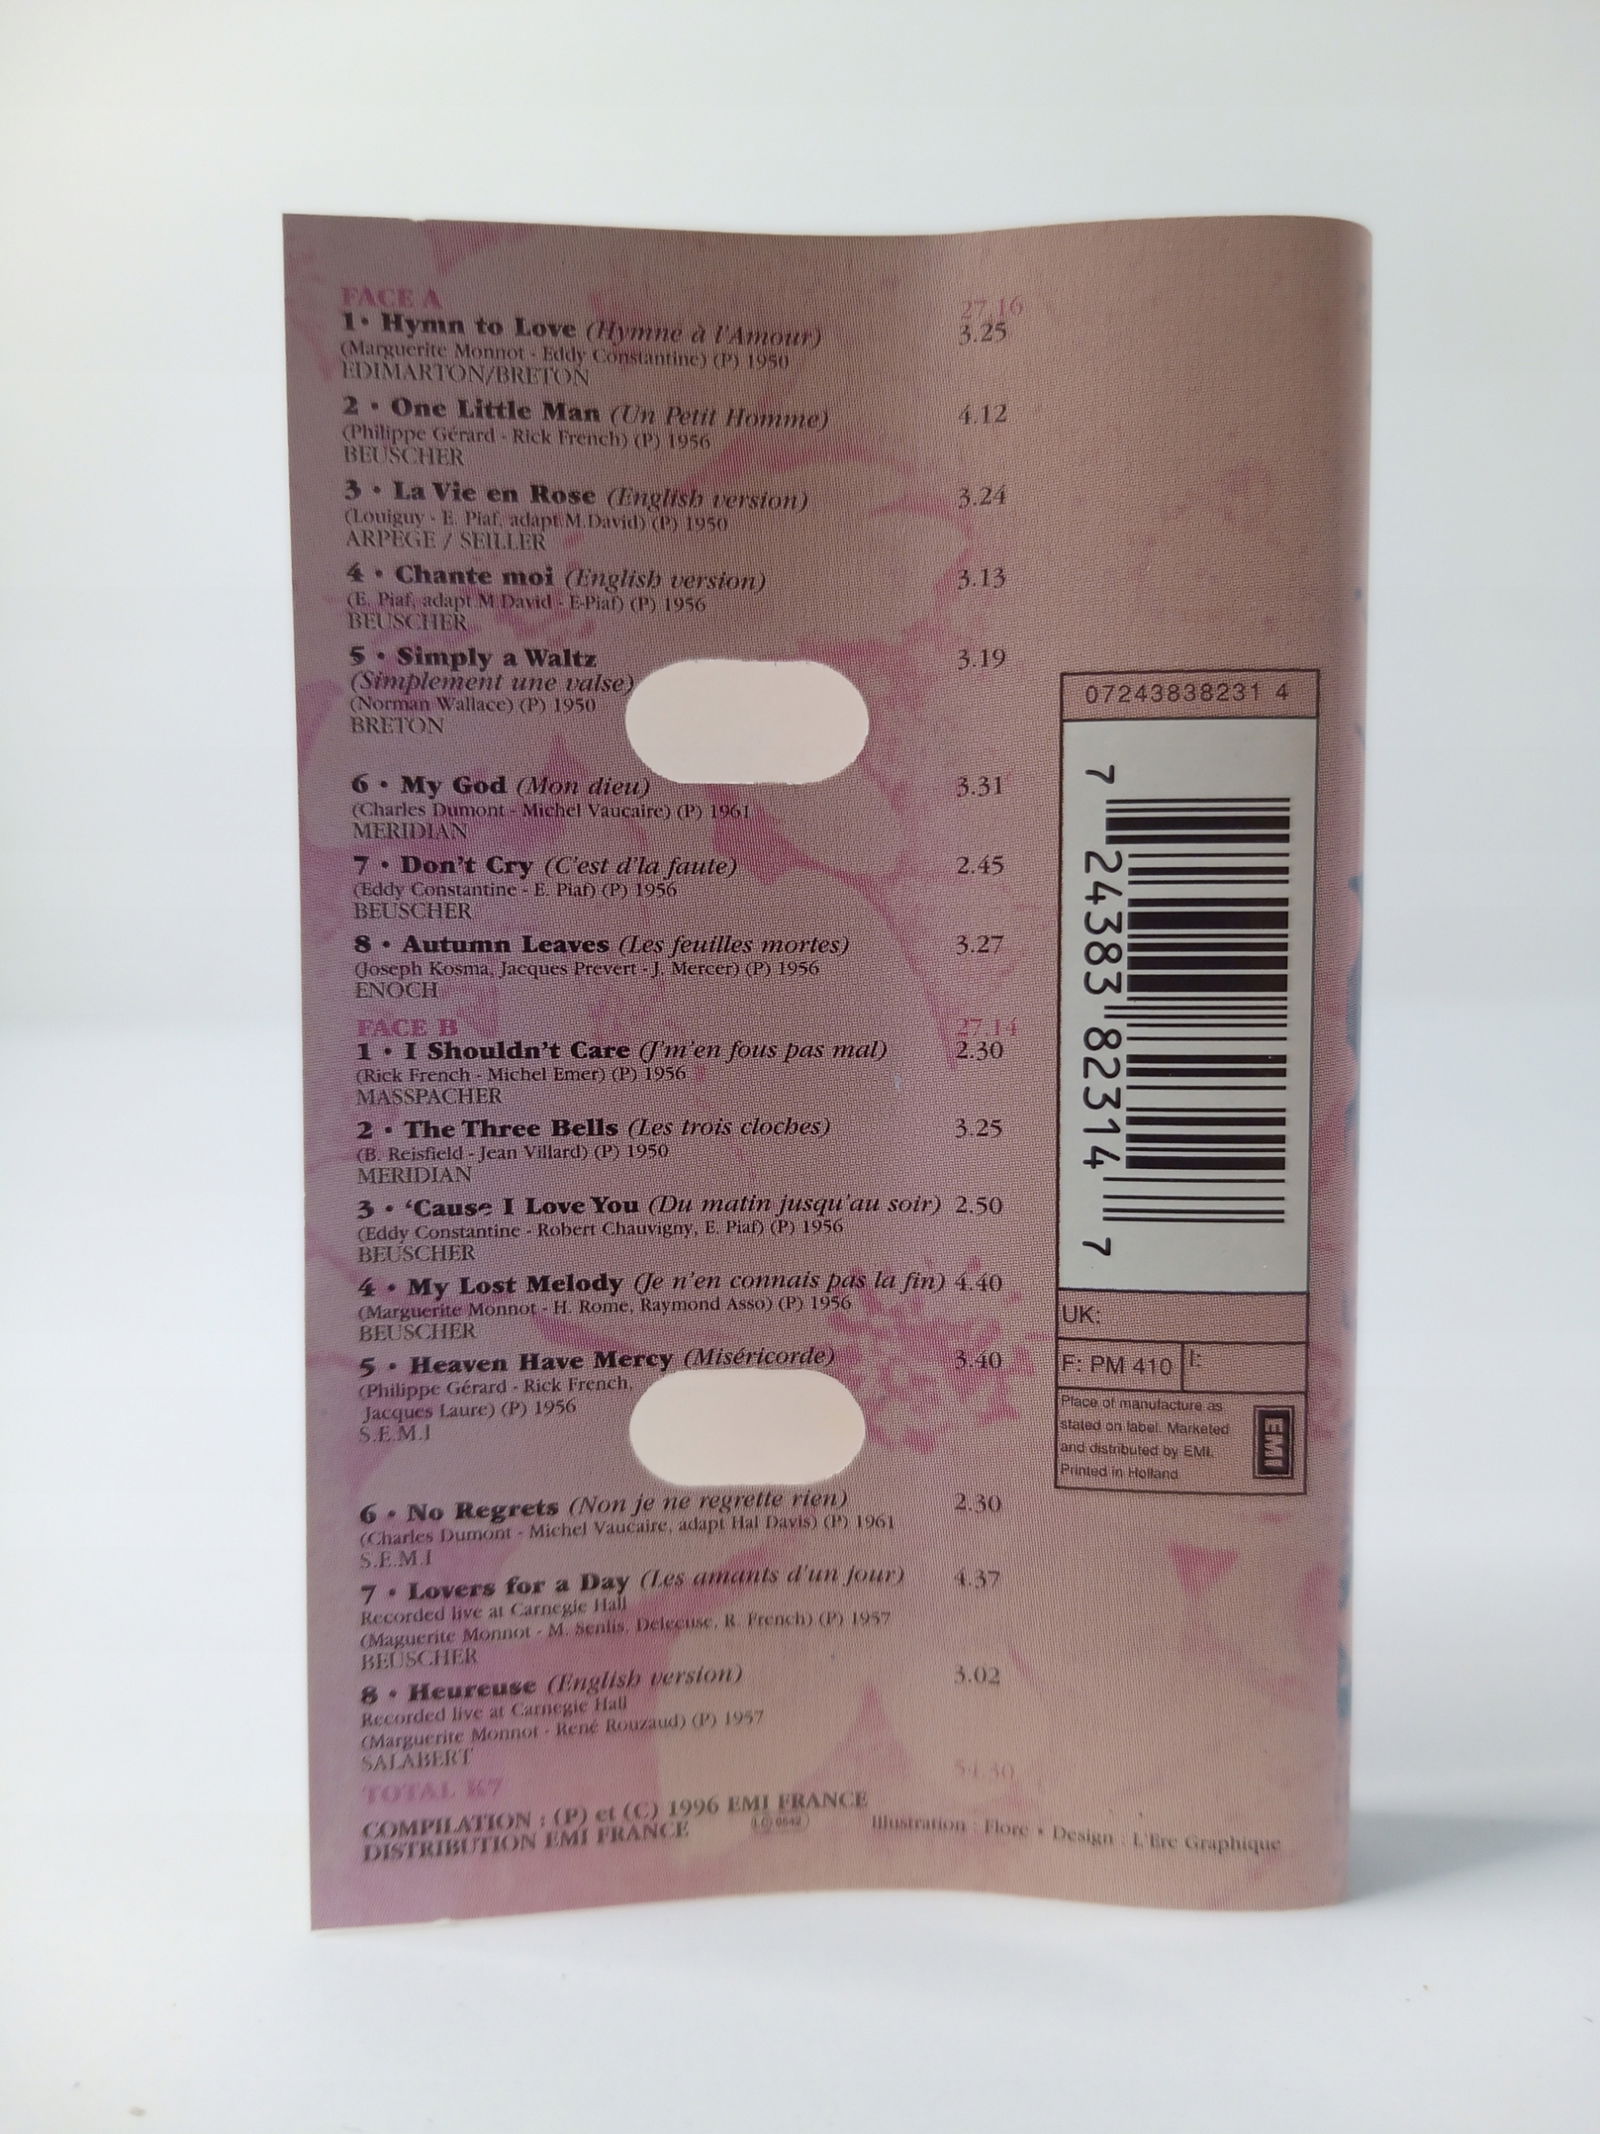 FACE A 27.16
1 • Hymn to Love (Hymne à l'Amour) 3.25
(Marguerite Monnot - Eddy Constantine) (P) 1950
EDIMARTON/BRETON
2 • One Little Man (Un Petit Homme) 4.12
(Philippe Gérard - Rick French) (P) 1956
BEUSCHER
3 • La Vie en Rose (English version) 3.24
(Louiguy - E. Piaf, adapt M.David) (P) 1950
ARPEGE / SEILLER
4 • Chante moi (English version) 3.13
(E. Piaf, adapt M David - E-Piaf) (P) 1956
BEUSCHER
5 • Simply a Waltz 3.19
(Simplement une valse)
(Norman Wallace) (P) 1950
BRETON
6 • My God (Mon dieu) 3.31
(Charles Dumont - Michel Vaucaire) (P) 1961
MERIDIAN
7 • Don't Cry (C'est d'la faute) 2.45
(Eddy Constantine - E. Piaf) (P) 1956
BEUSCHER
8 • Autumn Leaves (Les feuilles mortes) 3.27
(Joseph Kosma, Jacques Prevert - J. Mercer) (P) 1956
ENOCH
FACE B 27.14
1 • I Shouldn't Care (J'm'en fous pas mal) 2.30
(Rick French - Michel Emer) (P) 1956
MASSPACHER
2 • The Three Bells (Les trois cloches) 3.25
(B. Reisfield - Jean Villard) (P) 1950
MERIDIAN
3 • 'Cause I Love You (Du matin jusqu'au soir) 2.50
(Eddy Constantine - Robert Chauvigny, E. Piaf) (P) 1956
BEUSCHER
4 • My Lost Melody (Je n'en connais pas la fin) 4.40
(Marguerite Monnot - H. Rome, Raymond Asso) (P) 1956
BEUSCHER
5 • Heaven Have Mercy (Miséricorde) 3.40
(Philippe Gérard - Rick French,
Jacques Laure) (P) 1956
S.E.M.I
6 • No Regrets (Non je ne regrette rien) 2.30
(Charles Dumont - Michel Vaucaire, adapt Hal Davis) (P) 1961
S.E.M.I
7 • Lovers for a Day (Les amants d'un jour) 4.37
Recorded live at Carnegie Hall
(Maguerite Monnot - M. Senlis, Delecuse, R. French) (P) 1957
BEUSCHER
8 • Heureuse (English version) 3.02
Recorded live at Carnegie Hall
(Marguerite Monnot - René Rouzaud) (P) 1957
SALABERT
TOTAL K7 54.30
COMPILATION : (P) et (C) 1996 EMI FRANCE
DISTRIBUTION EMI FRANCE
LC 0542
Illustration : Flore • Design : L'Ere Graphique
07243838231 4
7 24383 82314 7
UK:
F: PM 410
I:
Place of manufacture as
stated on label. Marketed
and distributed by EMI.
Printed in Holland
EMI